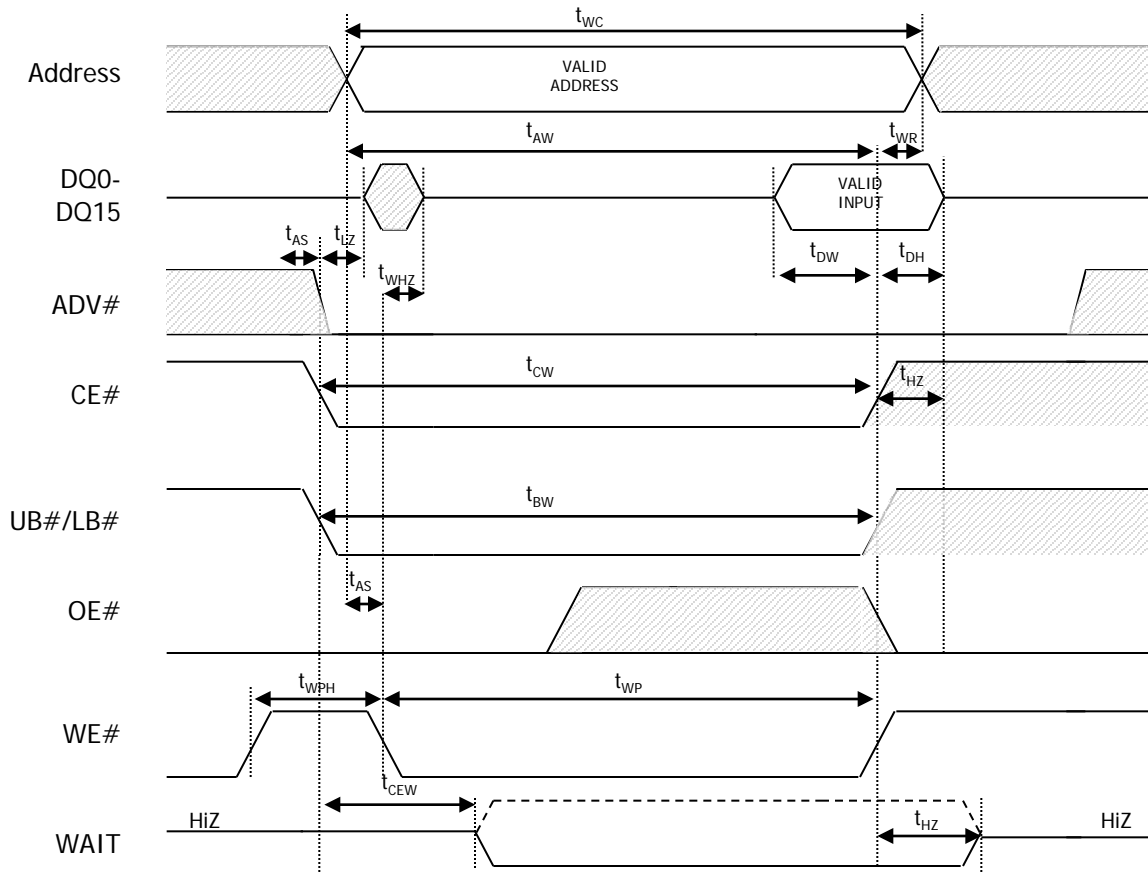 tWC
Address
VALID
ADDRESS
tAW
tWR
DQ0-
DQ15
VALID
INPUT
tAS
tLZ
tWHZ
tDW
tDH
ADV#
tCW
tHZ
CE#
tBW
UB#/LB#
tAS
OE#
tWPH
tWP
WE#
tCEW
HiZ
tHZ
HiZ
WAIT